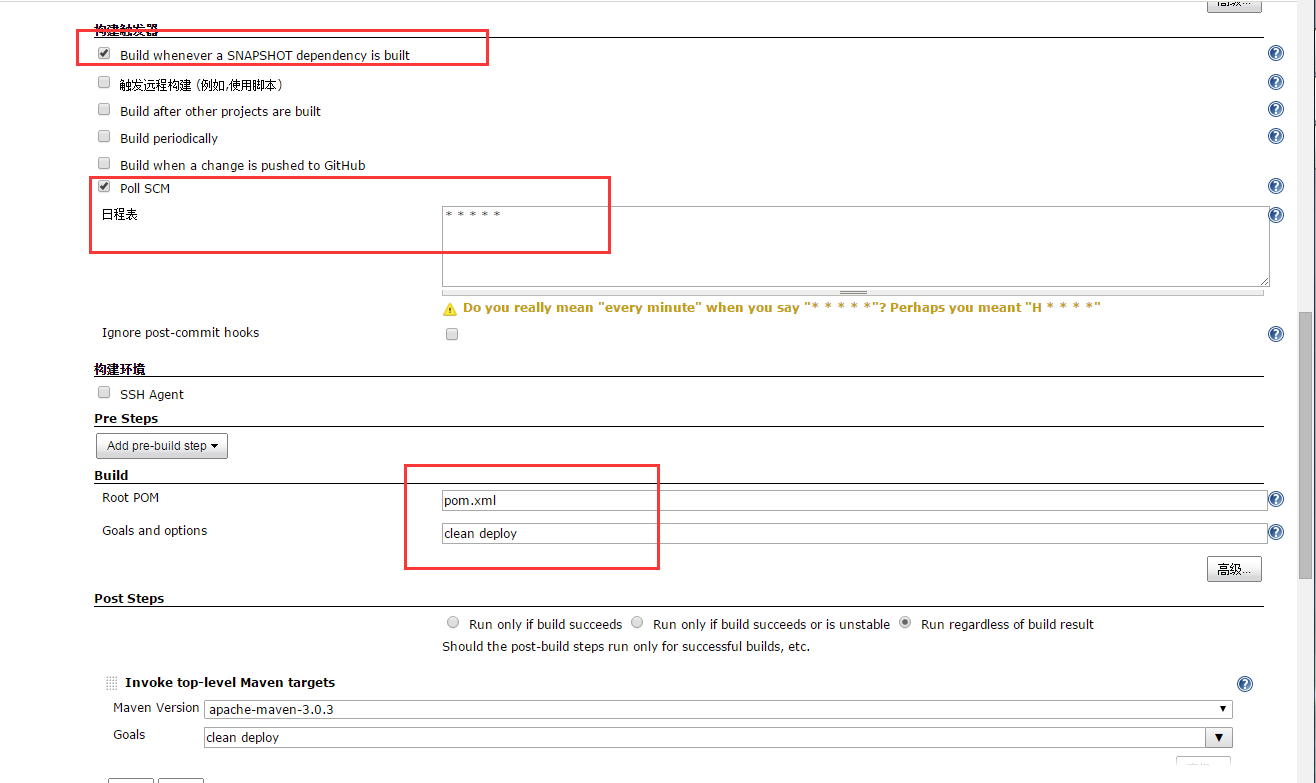 高级...
构建触发器
Build whenever a SNAPSHOT dependency is built
触发远程构建 (例如,使用脚本)
Build after other projects are built
Build periodically
Build when a change is pushed to GitHub
Poll SCM
日程表
* * * * *
Do you really mean "every minute" when you say "* * * * *"? Perhaps you meant "H * * * *"
Ignore post-commit hooks
构建环境
SSH Agent
Pre Steps
Add pre-build step
Build
Root POM
pom.xml
Goals and options
clean deploy
高级...
Post Steps
Run only if build succeeds Run only if build succeeds or is unstable Run regardless of build result
Should the post-build steps run only for successful builds, etc.
Invoke top-level Maven targets
Maven Version apache-maven-3.0.3
Goals clean deploy